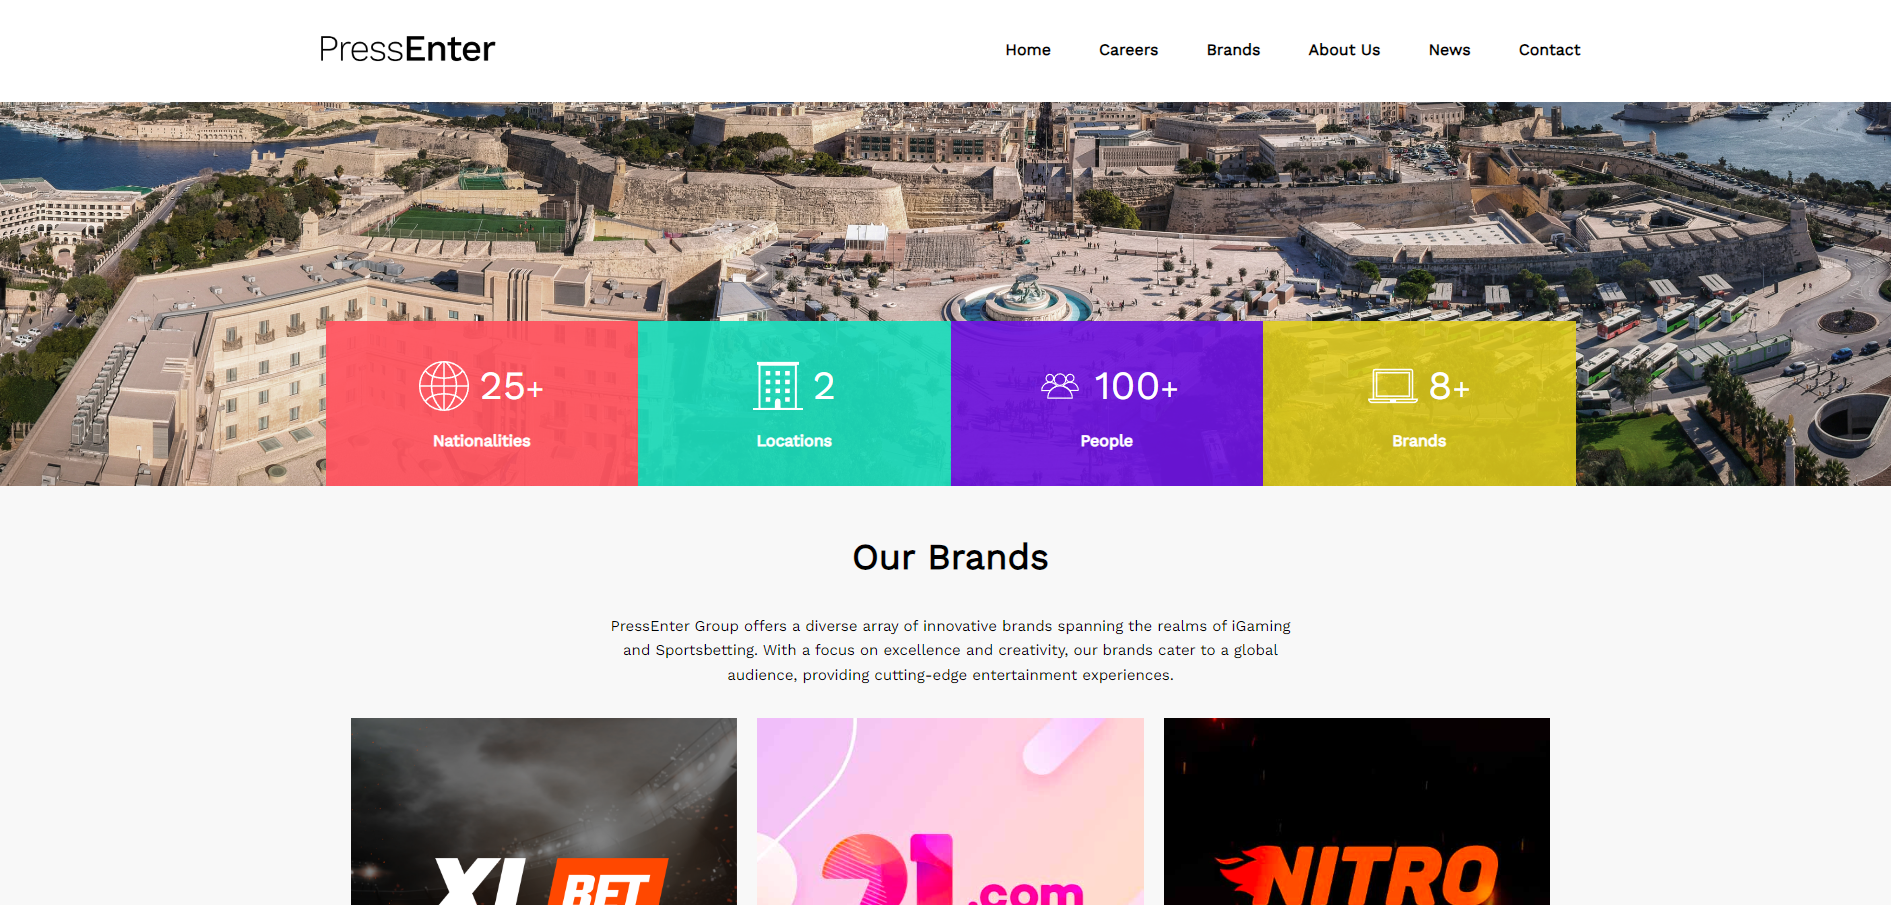 PressEnter
Home Careers Brands About Us News Contact
25+
Nationalities
2
Locations
100+
People
8+
Brands
Our Brands
PressEnter Group offers a diverse array of innovative brands spanning the realms of iGaming
and Sportsbetting. With a focus on excellence and creativity, our brands cater to a global
audience, providing cutting-edge entertainment experiences.
XL BET
21.com
NITRO